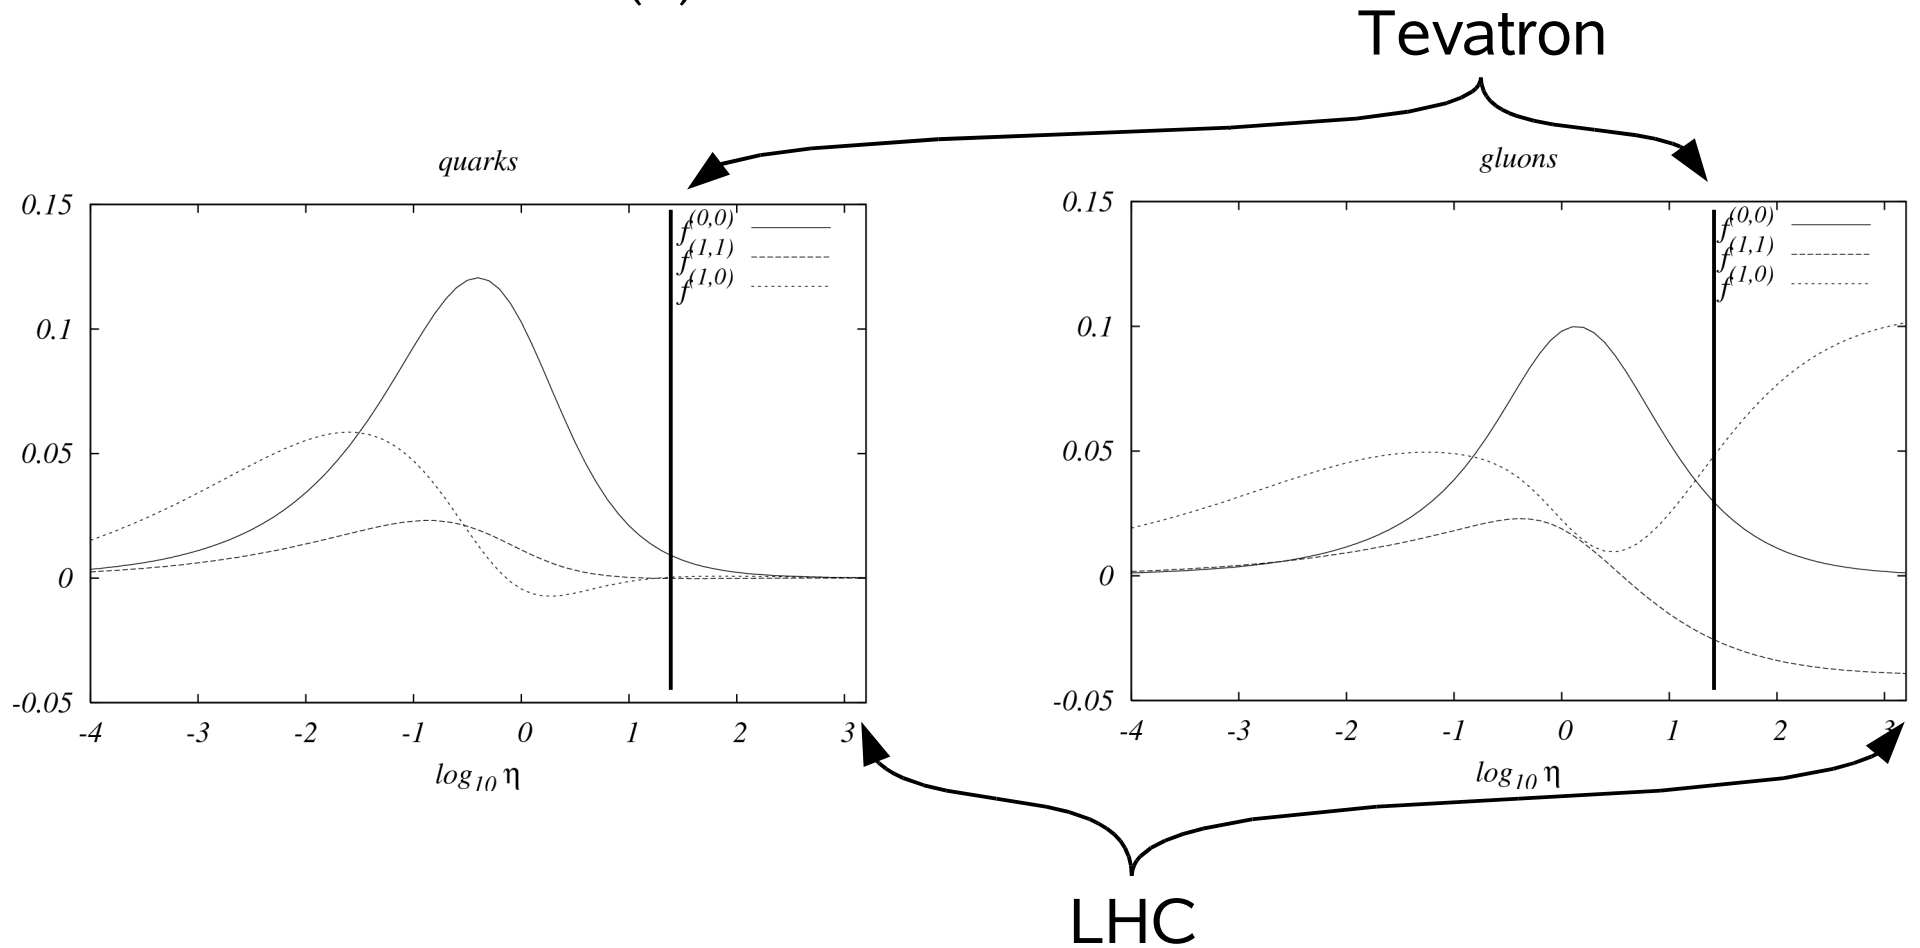 Tevatron
quarks
0.15
0.1
0.05
0
-0.05
-4 -3 -2 -1 0 1 2 3
log10 η
f(0,0)
f(1,1)
f(1,0)
gluons
0.15
0.1
0.05
0
-0.05
-4 -3 -2 -1 0 1 2 3
log10 η
f(0,0)
f(1,1)
f(1,0)
LHC